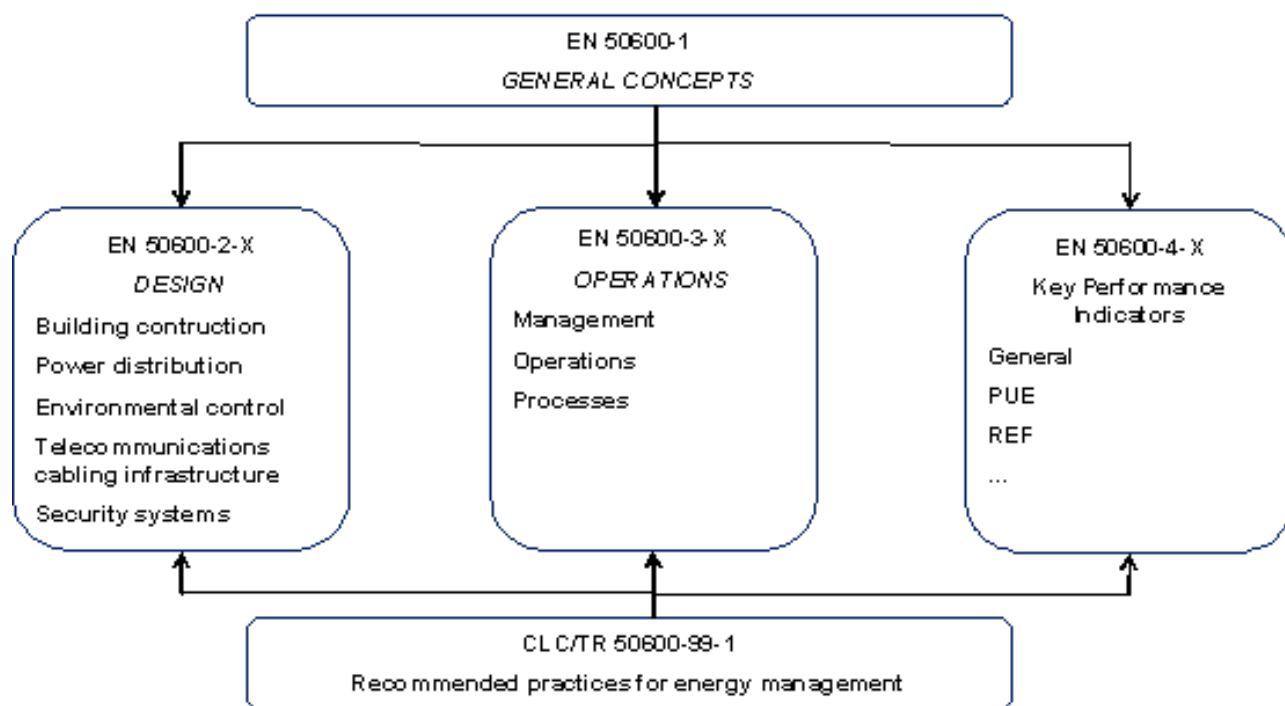 EN 50600-1
GENERAL CONCEPTS
EN 50600-2-X
DESIGN
Building contruction
Power distribution
Environmental control
Telecommunications
cabling infrastructure
Security systems
EN 50600-3-X
OPERATIONS
Management
Operations
Processes
EN 50600-4-X
Key Performance
Indicators
General
PUE
REF
...
CLC/TR 50600-99-1
Recommended practices for energy management